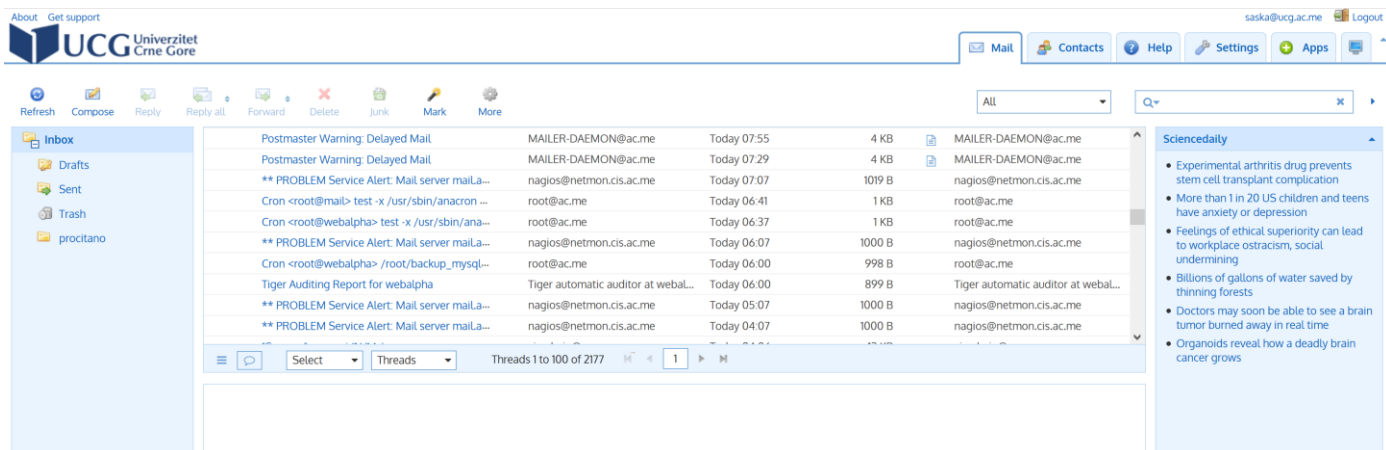 About Get support
saska@ucg.ac.me Logout
UCG Univerzitet
Crne Gore
Mail Contacts Help Settings Apps
Refresh Compose Reply Reply all Forward Delete Junk Mark More
All
Inbox
Drafts
Sent
Trash
procitano
Postmaster Warning: Delayed Mail MAILER-DAEMON@ac.me Today 07:55 4 KB MAILER-DAEMON@ac.me
Postmaster Warning: Delayed Mail MAILER-DAEMON@ac.me Today 07:29 4 KB MAILER-DAEMON@ac.me
** PROBLEM Service Alert: Mail server mail.a... nagios@netmon.cis.ac.me Today 07:07 1019 B nagios@netmon.cis.ac.me
Cron <root@mail> test -x /usr/sbin/anacron ... root@ac.me Today 06:41 1 KB root@ac.me
Cron <root@webalpha> test -x /usr/sbin/ana... root@ac.me Today 06:37 1 KB root@ac.me
** PROBLEM Service Alert: Mail server mail.a... nagios@netmon.cis.ac.me Today 06:07 1000 B nagios@netmon.cis.ac.me
Cron <root@webalpha> /root/backup_mysql... root@ac.me Today 06:00 998 B root@ac.me
Tiger Auditing Report for webalpha Tiger automatic auditor at webal... Today 06:00 899 B Tiger automatic auditor at webal...
** PROBLEM Service Alert: Mail server mail.a... nagios@netmon.cis.ac.me Today 05:07 1000 B nagios@netmon.cis.ac.me
** PROBLEM Service Alert: Mail server mail.a... nagios@netmon.cis.ac.me Today 04:07 1000 B nagios@netmon.cis.ac.me
Select Threads Threads 1 to 100 of 2177 1
Sciencedaily
• Experimental arthritis drug prevents
stem cell transplant complication
• More than 1 in 20 US children and teens
have anxiety or depression
• Feelings of ethical superiority can lead
to workplace ostracism, social
undermining
• Billions of gallons of water saved by
thinning forests
• Doctors may soon be able to see a brain
tumor burned away in real time
• Organoids reveal how a deadly brain
cancer grows